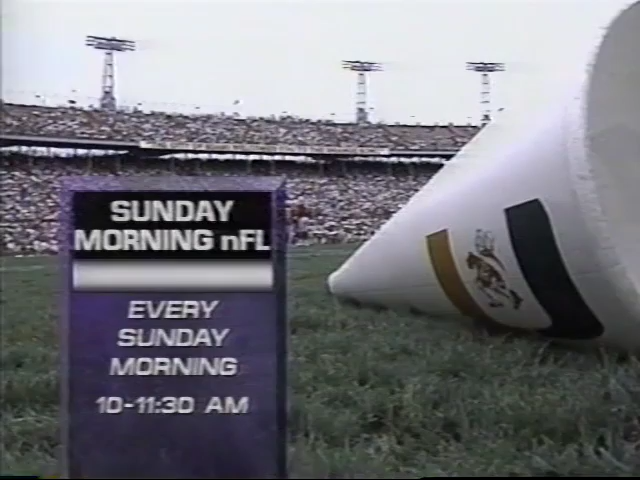 SUNDAY
MORNING nFL
EVERY
SUNDAY
MORNING
10-11:30 AM